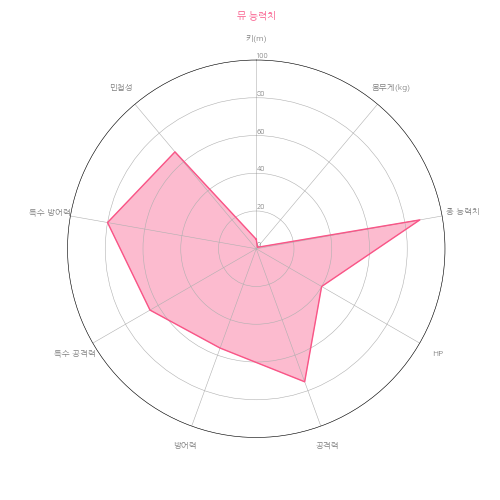 뮤 능력치
키(m)
100
민첩성
몸무게(kg)
80
60
40
20
0
특수 방어력
총 능력치
특수 공격력
HP
방어력
공격력